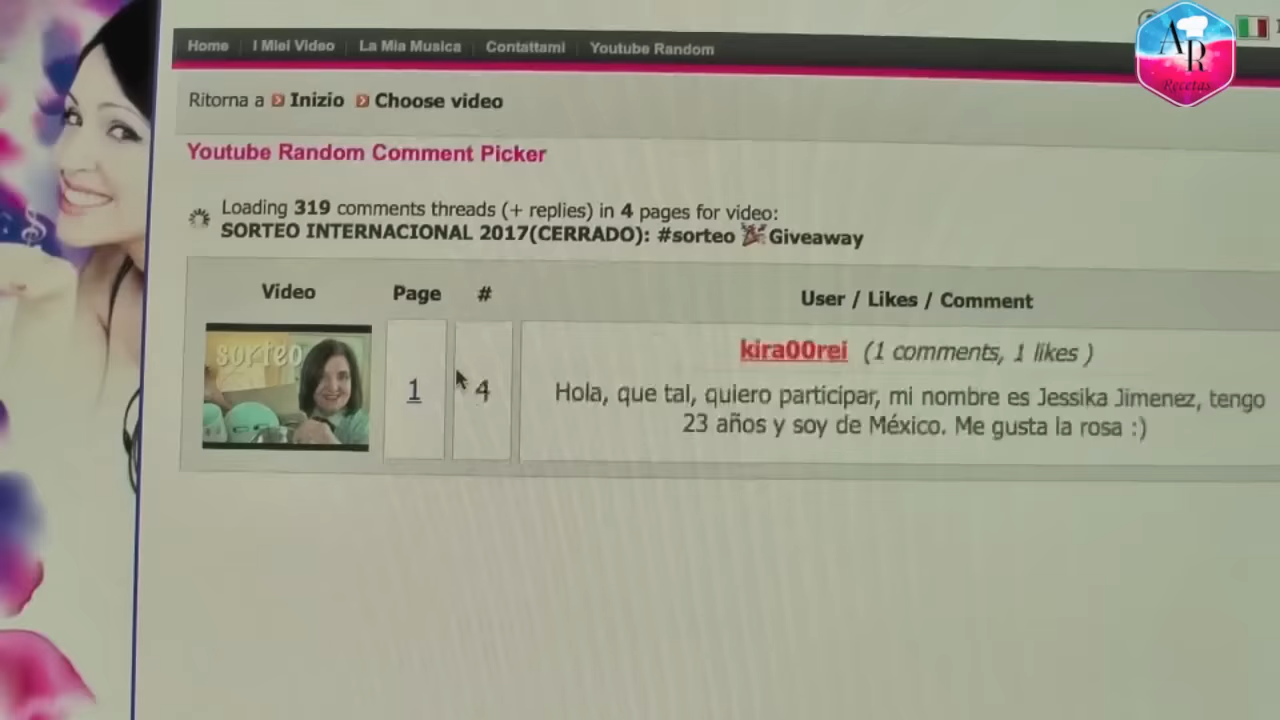 Home I Miei Video La Mia Musica Contattami Youtube Random
AR
Recetas
Ritorna a Inizio Choose video
Youtube Random Comment Picker
Loading 319 comments threads (+ replies) in 4 pages for video:
SORTEO INTERNACIONAL 2017(CERRADO): #sorteo 🎉Giveaway
Video Page # User / Likes / Comment
sorteo
1 4
kira00rei (1 comments, 1 likes )
Hola, que tal, quiero participar, mi nombre es Jessika Jimenez, tengo
23 años y soy de México. Me gusta la rosa :)